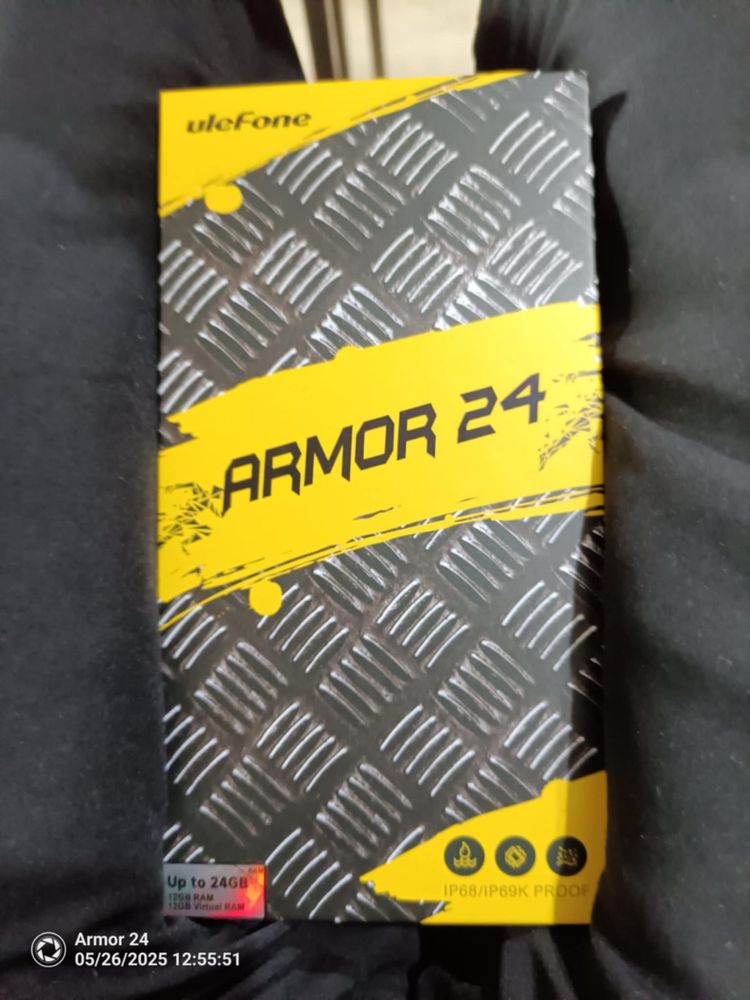 uleFone
ARMOR 24
RAM
Up to 24GB
12GB RAM
12GB Virtual RAM
IP68/IP69K PROOF
Armor 24
05/26/2025 12:55:51